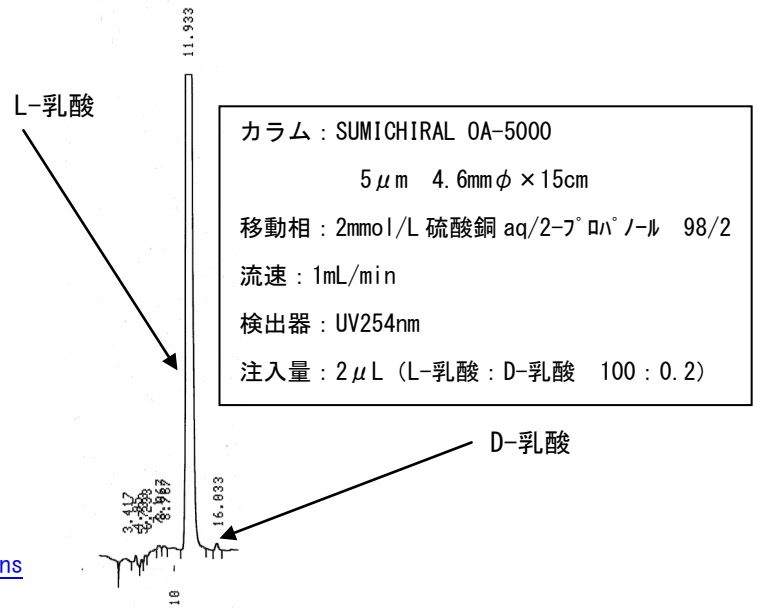 11.933
L-乳酸
カラム：SUMICHIRAL OA-5000
5μm 4.6mmφ×15cm
移動相：2mmol/L 硫酸銅 aq/2-ﾌﾟﾛﾊﾟﾉｰﾙ 98/2
流速：1mL/min
検出器：UV254nm
注入量：2μL（L-乳酸：D-乳酸 100：0.2）
D-乳酸
3.417
8.787
16.033
ns
10